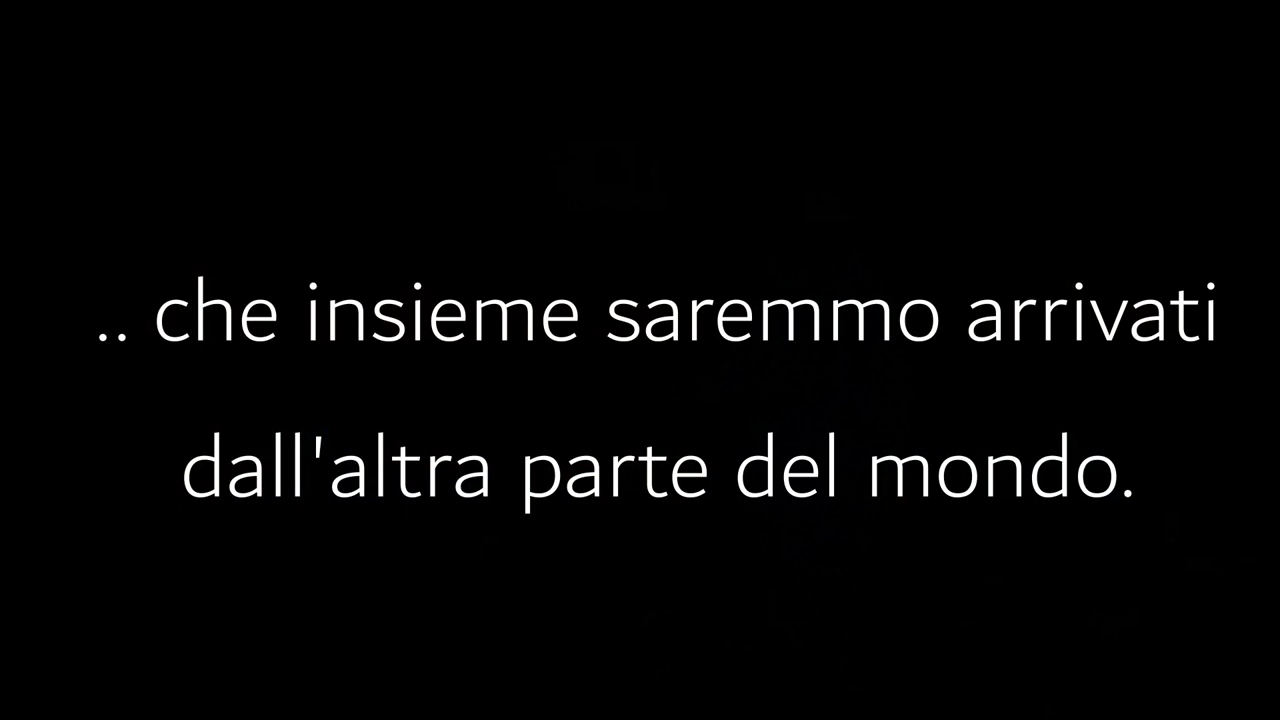 .. che insieme saremmo arrivati
dall'altra parte del mondo.